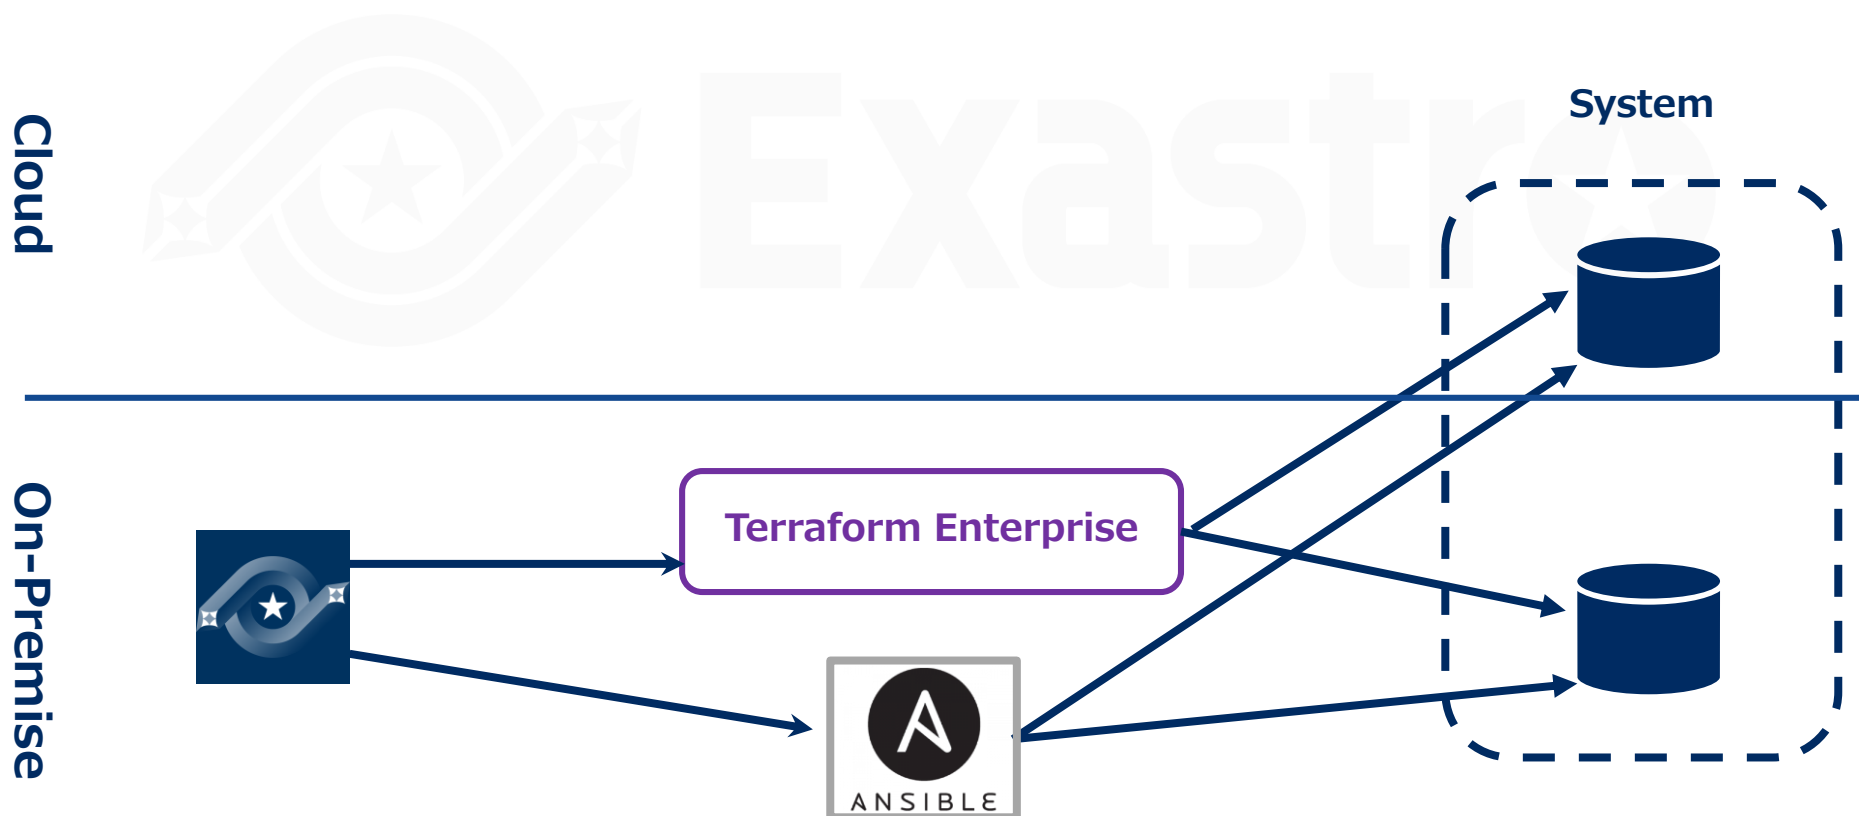 Exastro
System
Cloud
Terraform Enterprise
On-Premise
ANSIBLE